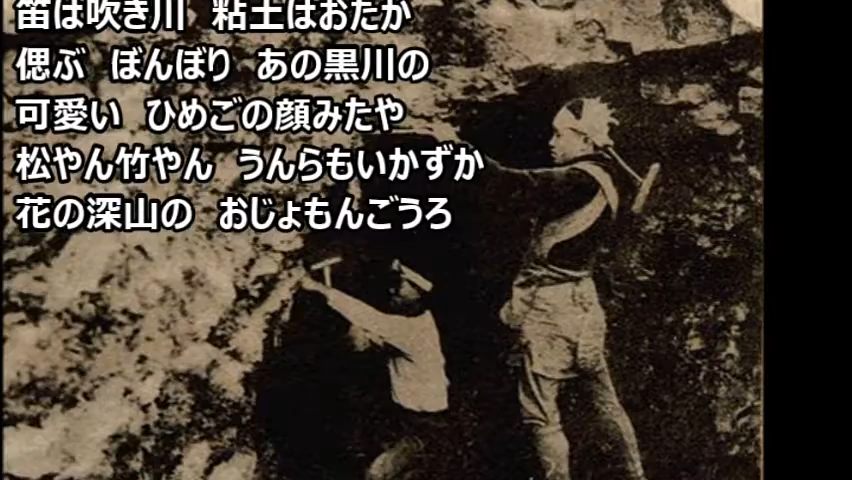 笛は吹き川　粘土はおたか
偲ぶ　ぼんぼり　あの黒川の
可愛い　ひめごの顔みたや
松やん竹やん　うんらもいかずか
花の深山の　おじょもんごうろ